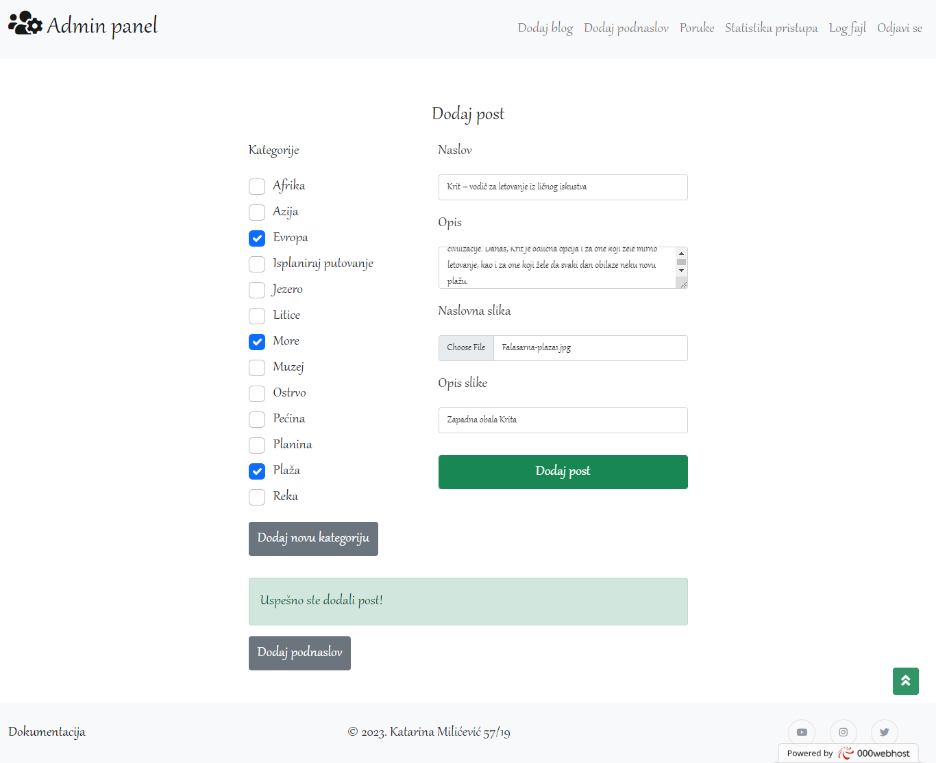 Admin panel
Dodaj blog Dodaj podnaslov Poruke Statistika pristupa Log fajl Odjavi se
Dodaj post
Kategorije
Afrika
Azija
Evropa
Isplaniraj putovanje
Jezero
Litice
More
Muzej
Ostrvo
Pećina
Planina
Plaža
Reka
Dodaj novu kategoriju
Naslov
Krit – vodič za letovanje iz ličnog iskustva
Opis
civilizacije. Danas, Krit je odlična opcija i za one koji žele mirno
letovanje, kao i za one koji žele da svaki dan obilaze neku novu
plažu.
Naslovna slika
Choose File Falasarna-plaza1.jpg
Opis slike
Zapadna obala Krita
Dodaj post
Uspešno ste dodali post!
Dodaj podnaslov
Dokumentacija
© 2023. Katarina Milićević 57/19
Powered by 000webhost